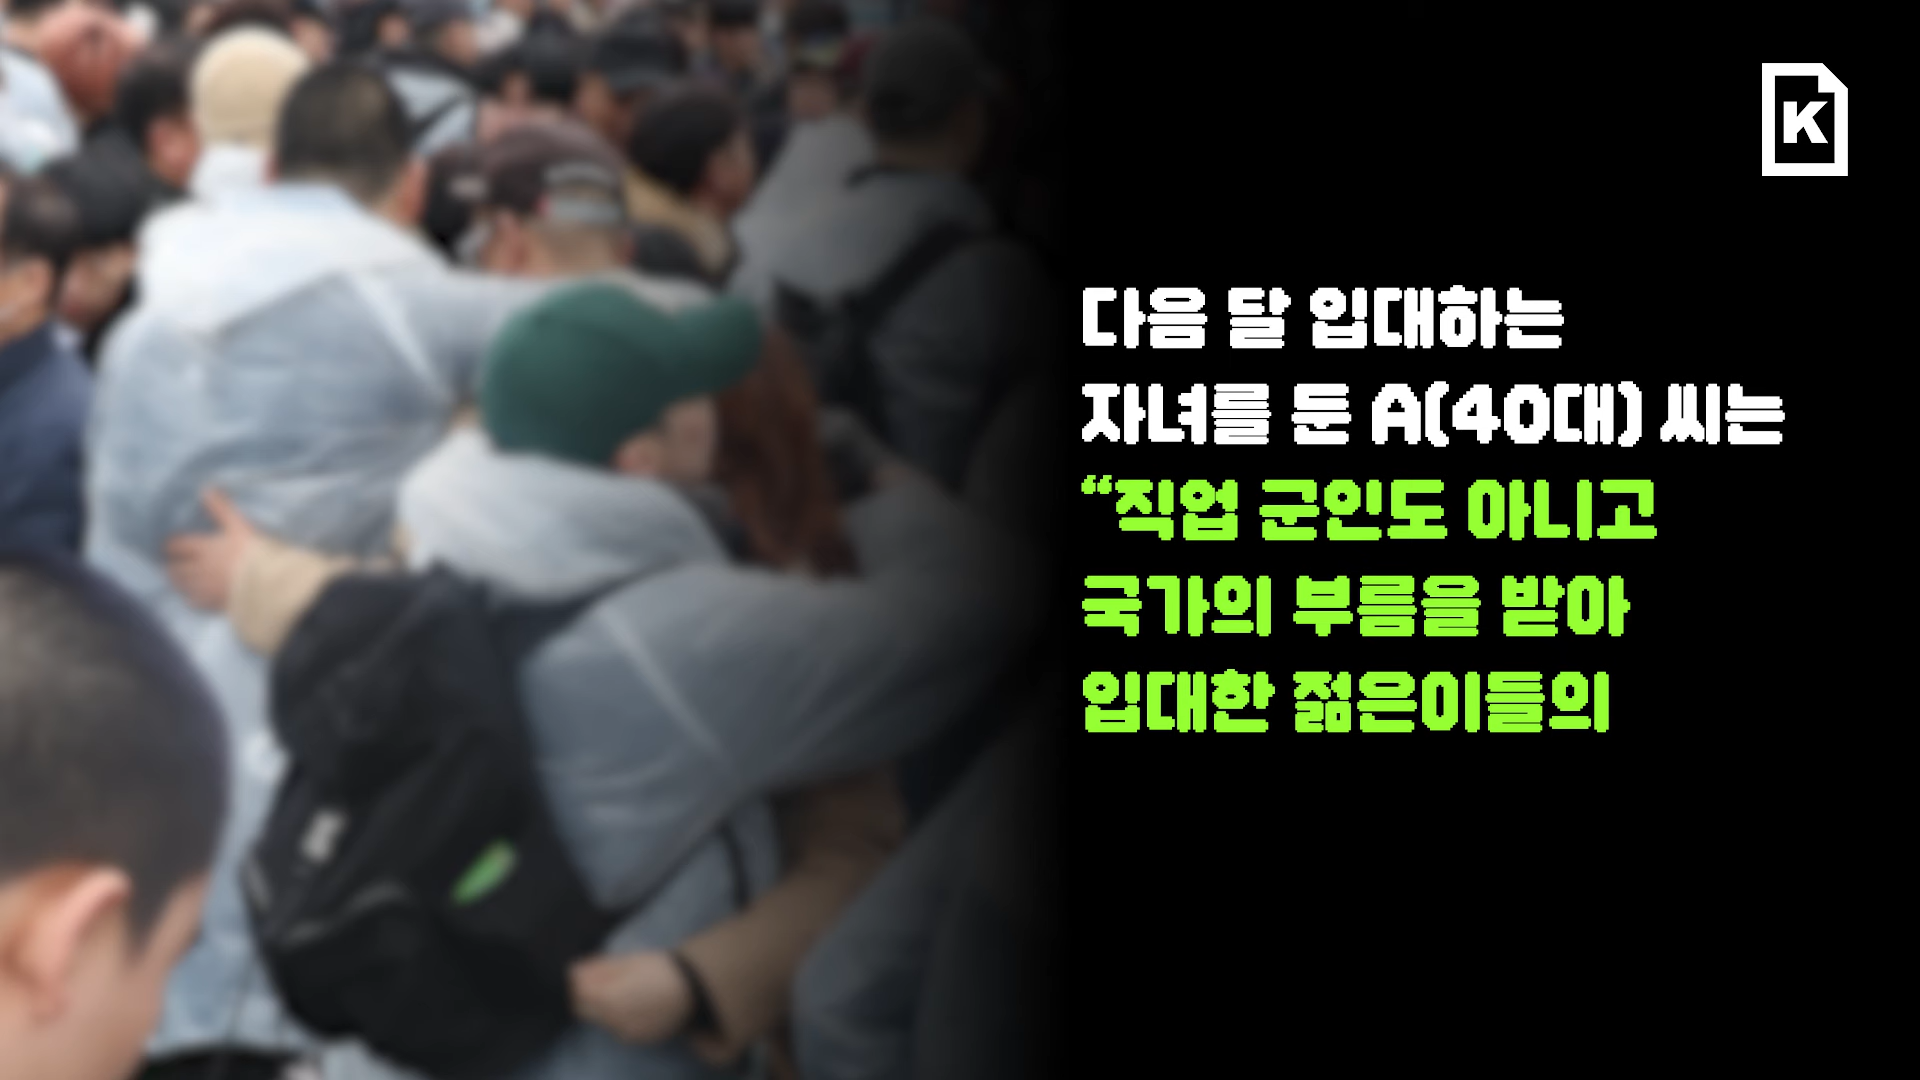 K
다음 달 입대하는
자녀를 둔 A(40대) 씨는
“직업 군인도 아니고
국가의 부름을 받아
입대한 젊은이들의